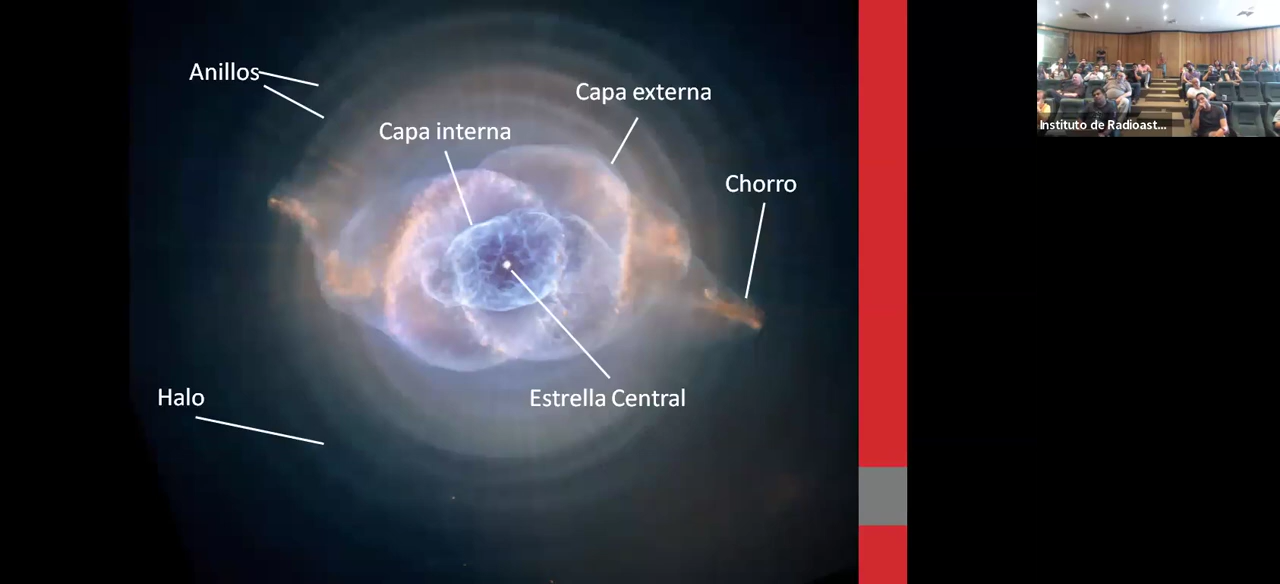 Anillos
Capa externa
Capa interna
Instituto de Radioast...
Chorro
Halo
Estrella Central